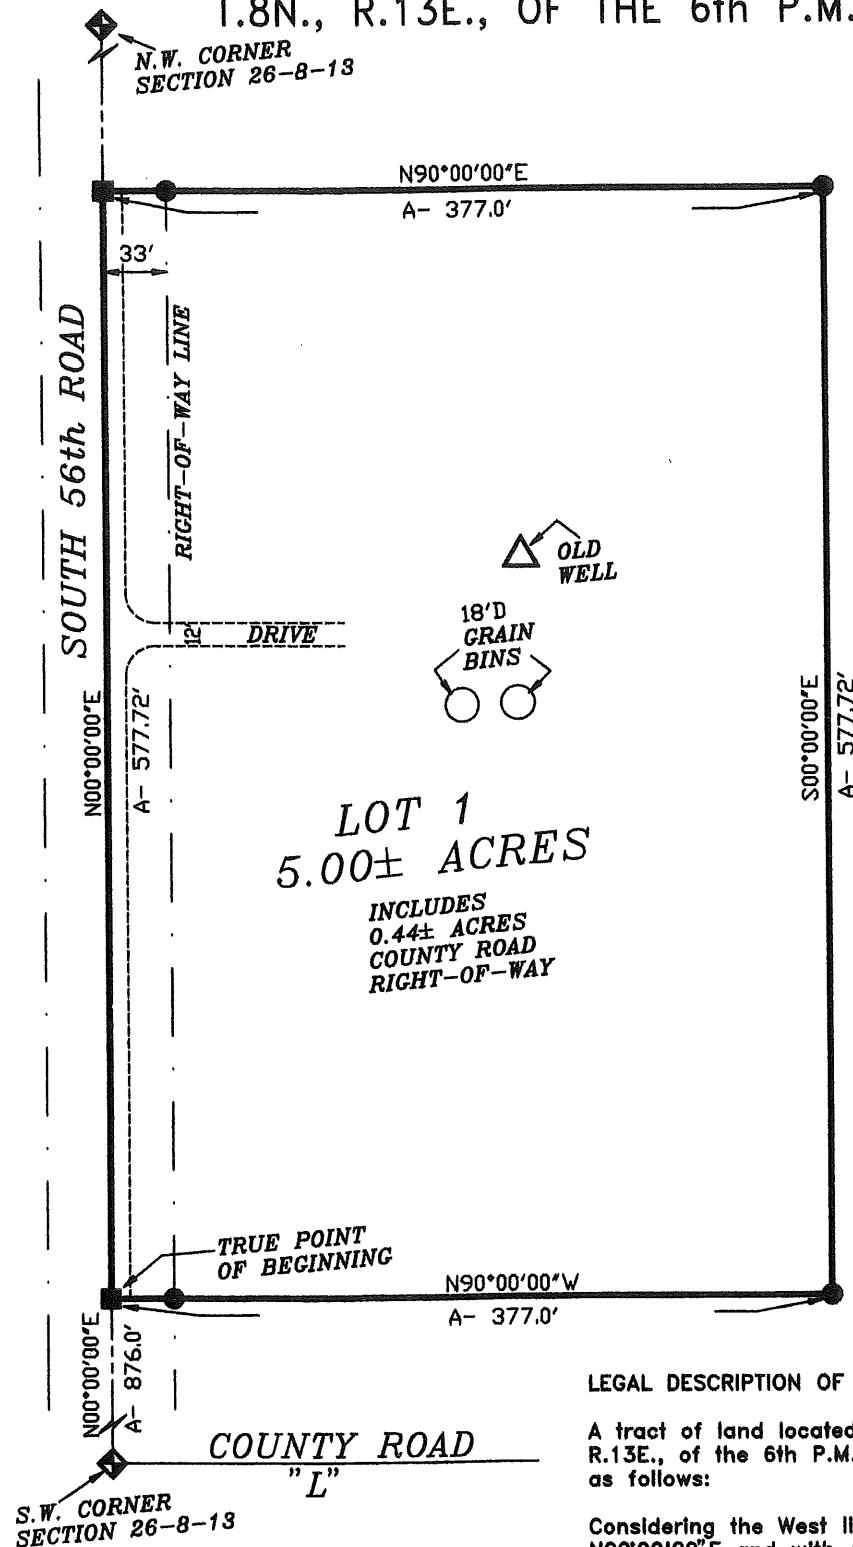 T.8N., R.13E., OF THE 6th P.M.
N.W. CORNER
SECTION 26-8-13
N90°00'00"E
A- 377.0'
33'
SOUTH 56th ROAD
RIGHT-OF-WAY LINE
OLD
WELL
18'D
GRAIN
BINS
12'
DRIVE
N00°00'00"E
A- 577.72'
S00°00'00"E
A- 577.72'
LOT 1
5.00± ACRES
INCLUDES
0.44± ACRES
COUNTY ROAD
RIGHT-OF-WAY
TRUE POINT
OF BEGINNING
N90°00'00"W
A- 377.0'
N00°00'00"E
A- 876.0'
COUNTY ROAD
"L"
S.W. CORNER
SECTION 26-8-13
LEGAL DESCRIPTION OF
A tract of land located
R.13E., of the 6th P.M.
as follows:
Considering the West